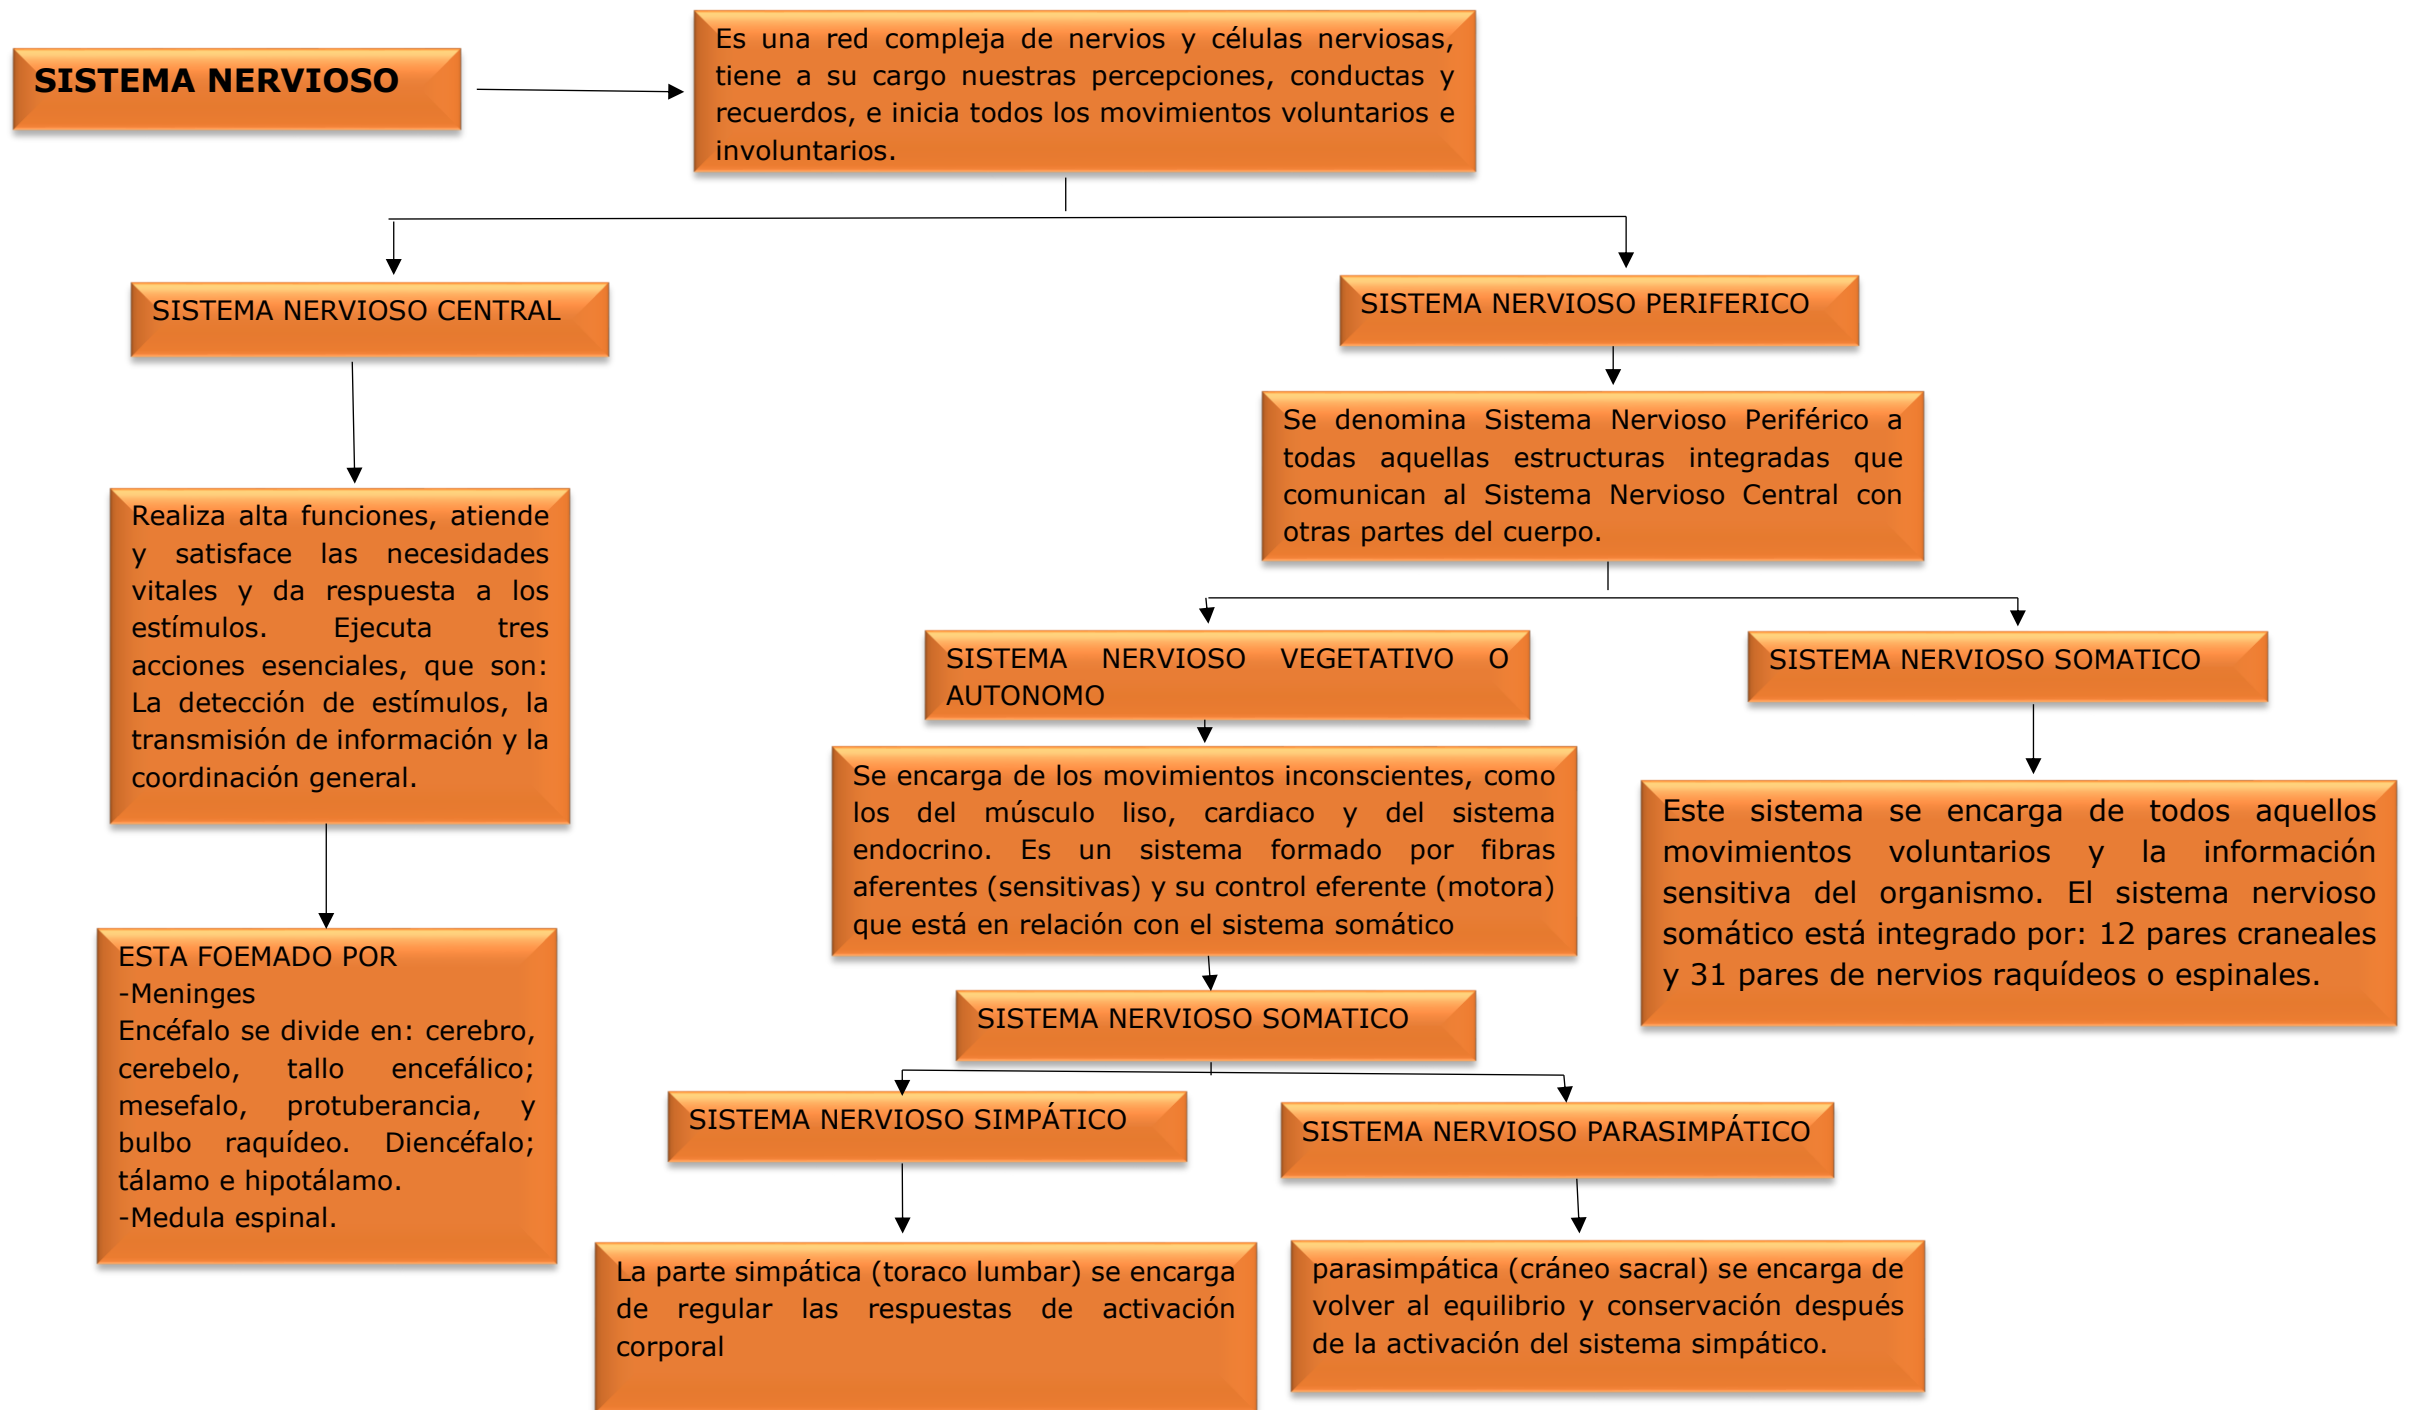 SISTEMA NERVIOSO
Es una red compleja de nervios y células nerviosas,
tiene a su cargo nuestras percepciones, conductas y
recuerdos, e inicia todos los movimientos voluntarios e
involuntarios.
SISTEMA NERVIOSO CENTRAL
SISTEMA NERVIOSO PERIFERICO
Se denomina Sistema Nervioso Periférico a
todas aquellas estructuras integradas que
comunican al Sistema Nervioso Central con
otras partes del cuerpo.
Realiza alta funciones, atiende
y satisface las necesidades
vitales y da respuesta a los
estímulos. Ejecuta tres
acciones esenciales, que son:
La detección de estímulos, la
transmisión de información y la
coordinación general.
SISTEMA NERVIOSO VEGETATIVO O
AUTONOMO
SISTEMA NERVIOSO SOMATICO
Se encarga de los movimientos inconscientes, como
los del músculo liso, cardiaco y del sistema
endocrino. Es un sistema formado por fibras
aferentes (sensitivas) y su control eferente (motora)
que está en relación con el sistema somático
Este sistema se encarga de todos aquellos
movimientos voluntarios y la información
sensitiva del organismo. El sistema nervioso
somático está integrado por: 12 pares craneales
y 31 pares de nervios raquídeos o espinales.
ESTA FOEMADO POR
-Meninges
Encéfalo se divide en: cerebro,
cerebelo, tallo encefálico;
mesefalo, protuberancia, y
bulbo raquídeo. Diencéfalo;
tálamo e hipotálamo.
-Medula espinal.
SISTEMA NERVIOSO SOMATICO
SISTEMA NERVIOSO SIMPÁTICO
SISTEMA NERVIOSO PARASIMPÁTICO
La parte simpática (toraco lumbar) se encarga
de regular las respuestas de activación
corporal
parasimpática (cráneo sacral) se encarga de
volver al equilibrio y conservación después
de la activación del sistema simpático.